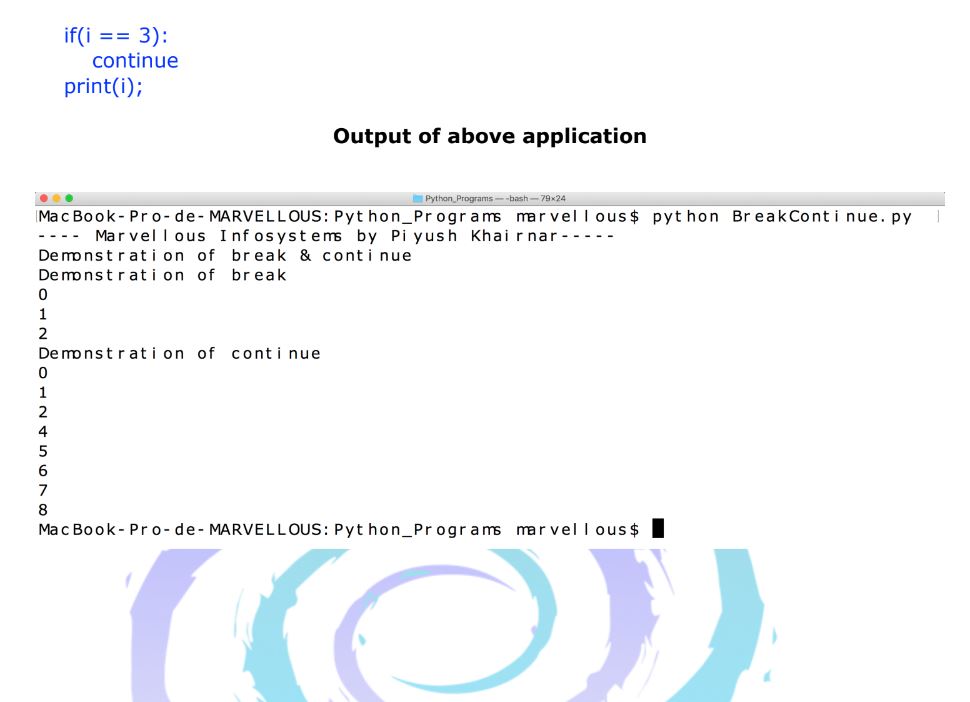 if(i == 3):
continue
print(i);
Output of above application
Python_Programs — -bash — 79×24
MacBook-Pro-de-MARVELLOUS:Python_Programs marvellous$ python BreakContinue.py
---- Marvellous Infosystems by Piyush Khairnar-----
Demonstration of break & continue
Demonstration of break
0
1
2
Demonstration of continue
0
1
2
4
5
6
7
8
MacBook-Pro-de-MARVELLOUS:Python_Programs marvellous$